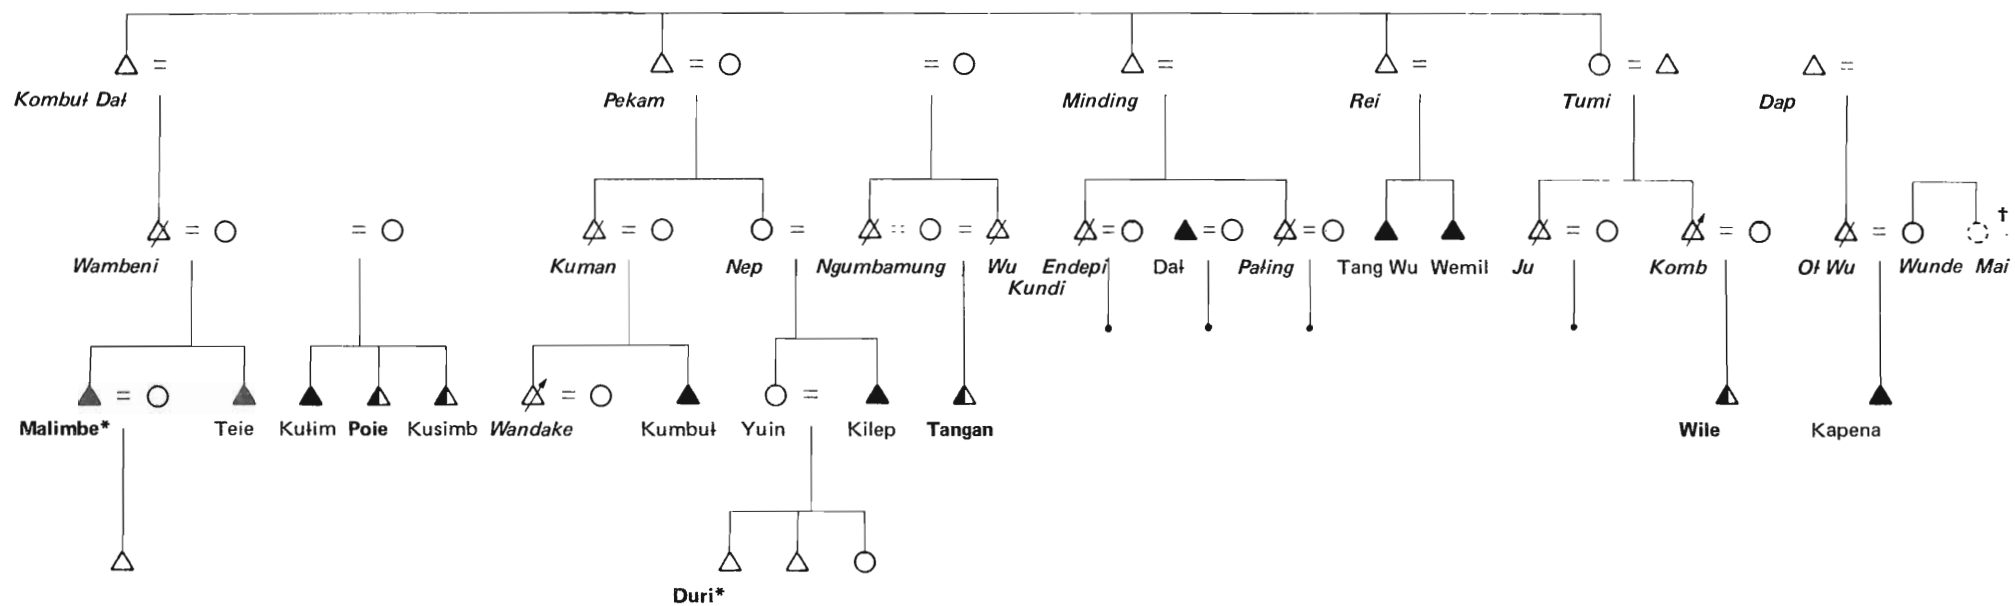 Kombuł Dał Pekam Minding Rei Tumi Dap
†
Wambeni Kuman Nep Ngumbamung Wu Endepi Dał Pałing Tang Wu Wemil Ju Komb Oł Wu Wunde Mai
Kundi
Malimbe* Teie Kułim Poie Kusimb Wandake Kumbuł Yuin Kilep Tangan Wile Kapena
Duri*